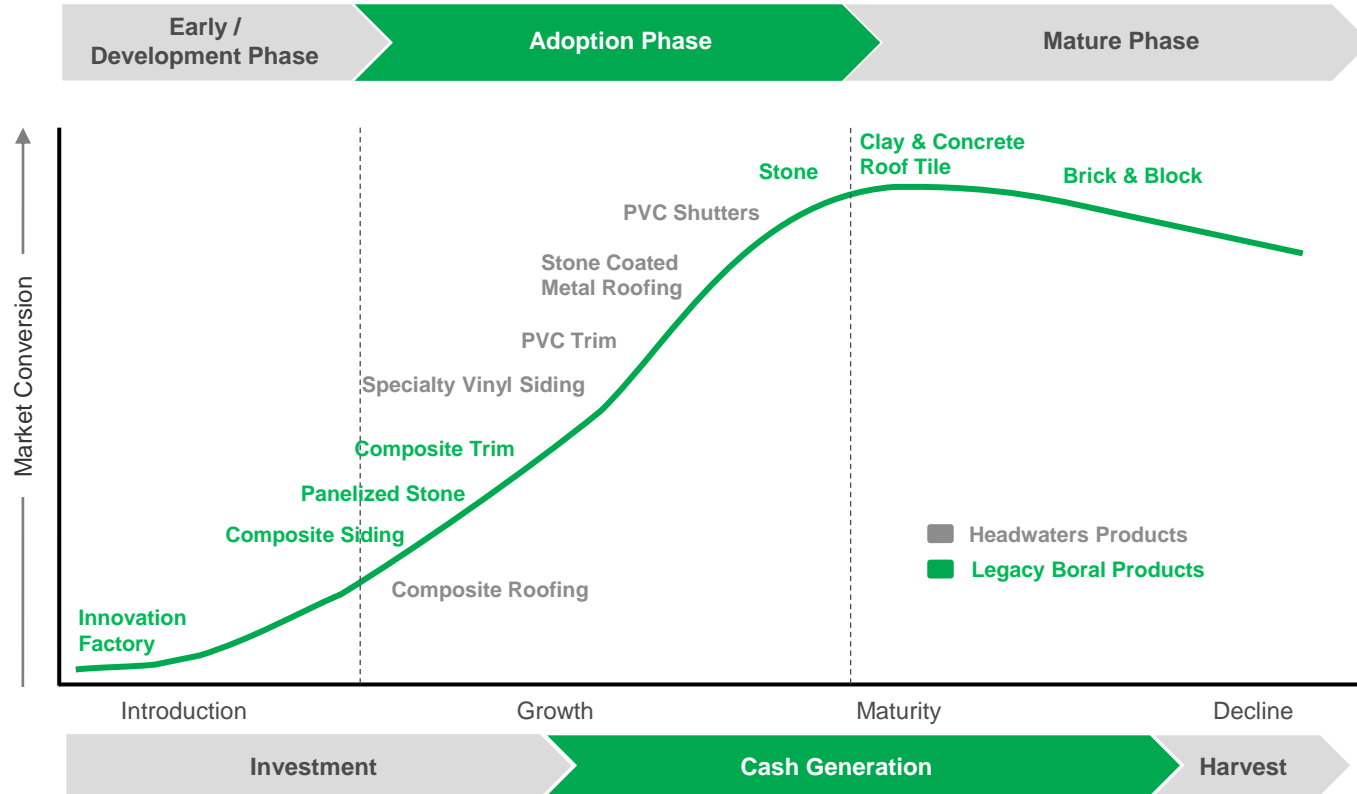 Early /
Development Phase
Adoption Phase
Mature Phase
Market Conversion
Stone
Clay & Concrete
Roof Tile
Brick & Block
PVC Shutters
Stone Coated
Metal Roofing
PVC Trim
Specialty Vinyl Siding
Composite Trim
Panelized Stone
Composite Siding
Composite Roofing
Innovation
Factory
Headwaters Products
Legacy Boral Products
Introduction
Growth
Maturity
Decline
Investment
Cash Generation
Harvest